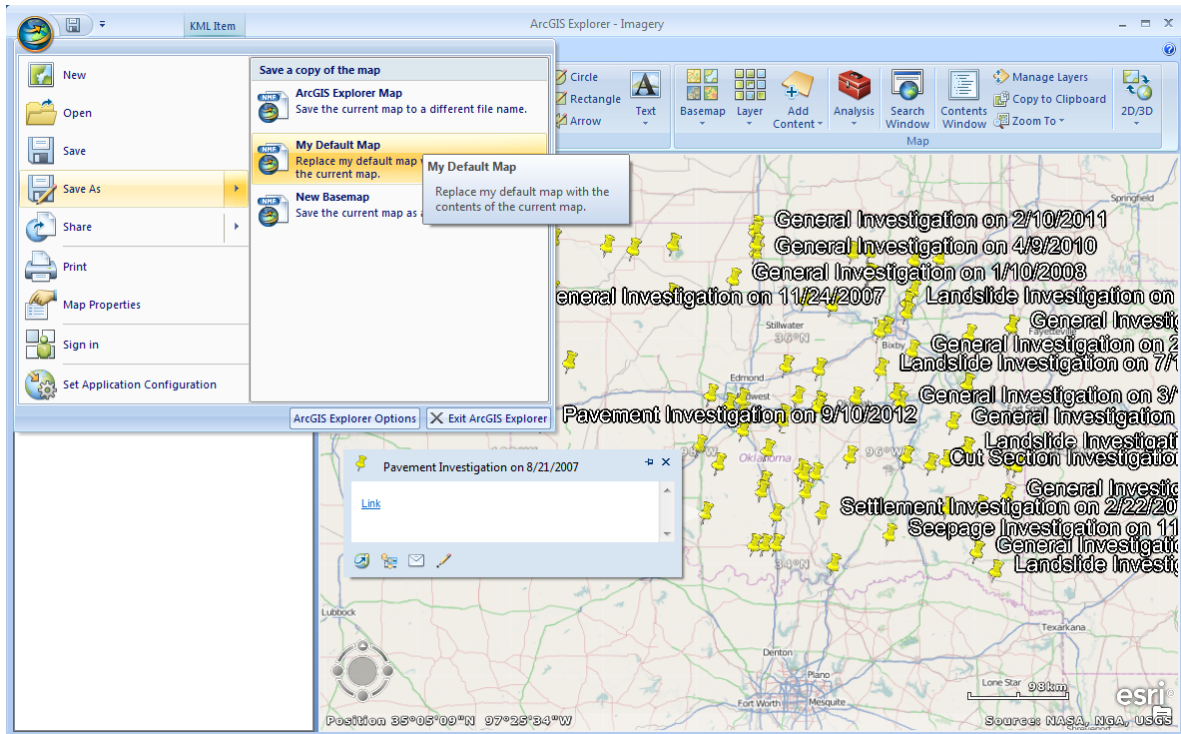 KML Item
ArcGIS Explorer - Imagery
New
Open
Save
Save As
Share
Print
Map Properties
Sign in
Set Application Configuration
Save a copy of the map
ArcGIS Explorer Map
Save the current map to a different file name.
My Default Map
Replace my default map
the current map.
New Basemap
Save the current map as
ArcGIS Explorer Options
Exit ArcGIS Explorer
My Default Map
Replace my default map with the
contents of the current map.
Circle
Rectangle
Arrow
Text
Basemap
Layer
Add
Content
Analysis
Search
Window
Contents
Window
Manage Layers
Copy to Clipboard
Zoom To
2D/3D
Map
Springfield
General Investigation on 2/10/2011
General Investigation on 4/9/2010
General Investigation on 1/10/2008
eneral Investigation on 11/24/2007
Landslide Investigation on
Stillwater
36°N
General Investig
Fayetteville
Bixby
General Investigation on 2
Landslide Investigation on 7/1
Edmond
General Investigation on 3/
Pavement Investigation on 9/10/2012
General Investigation
Landslide Investigati
Oklahoma
96°W
Cut Section Investigatio
General Investig
Settlement Investigation on 2/22/20
Seepage Investigation on 11
General Investigati
34°N
Landslide Investig
Pavement Investigation on 8/21/2007
Link
Lubbock
Texarkana
Denton
Plano
Lone Star
98km
Fort Worth
Mesquite
esri
Position 35°05'09"N 97°25'34"W
Sources: NASA, NGA, USGS
Shreveport